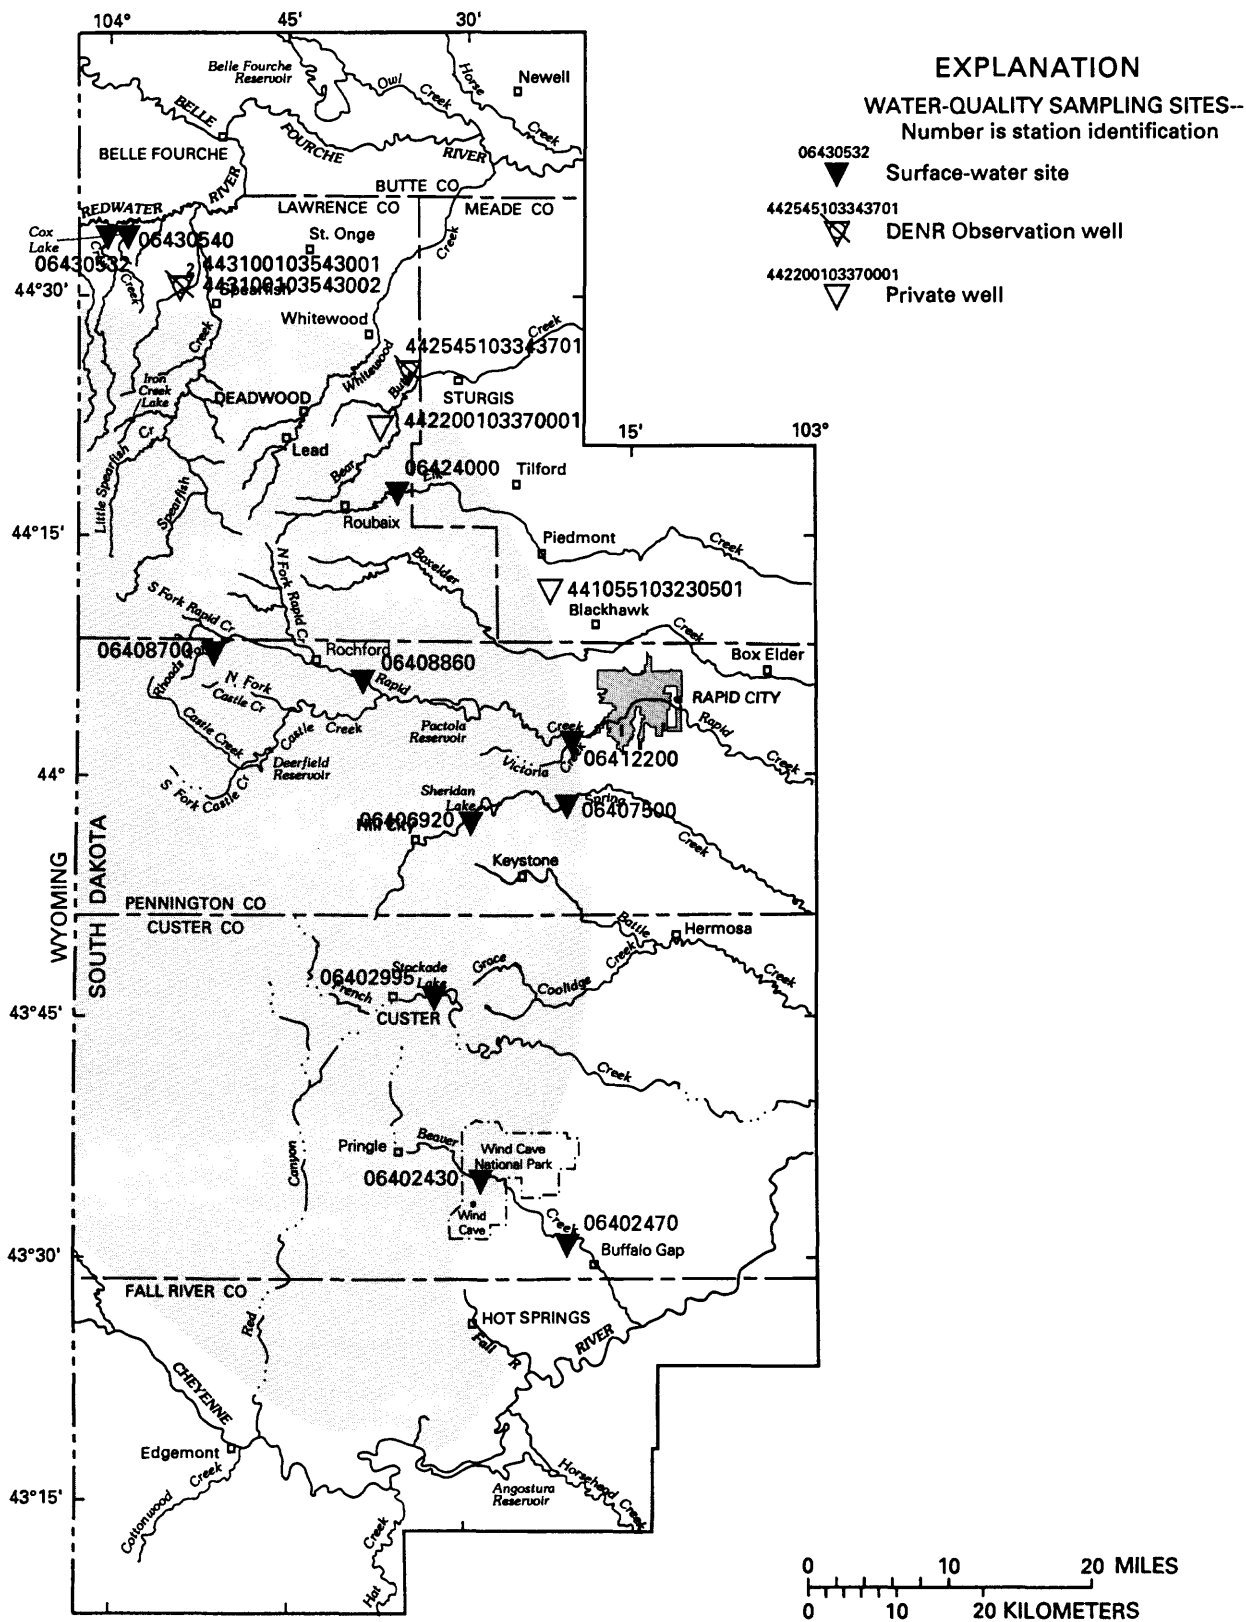 104°
45'
30'
EXPLANATION
WATER-QUALITY SAMPLING SITES--
Number is station identification
06430532
Surface-water site
442545103343701
DENR Observation well
442200103370001
Private well
Belle Fourche
Reservoir
Owl
Creek
Horse
Creek
Newell
BELLE
FOURCHE
RIVER
BELLE FOURCHE
REDWATER
RIVER
BUTTE CO
LAWRENCE CO
MEADE CO
Cox
Lake
06430540
06430532
St. Onge
Creek
Creek
2
443100103543001
443100103543002
44°30'
Spearfish
Whitewood
Creek
Creek
442545103343701
Whitewood
Iron
Creek
Lake
Butte
DEADWOOD
STURGIS
442200103370001
15'
103°
Cr
Lead
Little Spearfish
Spearfish
Bear
06424000
Elk
Tilford
Roubaix
44°15'
Piedmont
Creek
N Fork Rapid Cr
Boxelder
441055103230501
Blackhawk
S Fork Rapid Cr
Creek
06408700
Rhoads Fork
Rochford
06408860
Box Elder
N Fork
Castle Cr
Rapid
RAPID CITY
Castle Creek
Castle
Creek
Pactola
Reservoir
Creek
Rapid
Deerfield
Reservoir
Victoria
Creek
06412200
Creek
44°
S Fork Castle Cr
Sheridan
Lake
Spring
06407500
06406920
Hill City
Creek
Keystone
WYOMING
SOUTH DAKOTA
PENNINGTON CO
CUSTER CO
Battle
Hermosa
Creek
Grace
Coolidge
Creek
Stockade
Lake
06402995
French
43°45'
CUSTER
Creek
Canyon
Pringle
Beaver
Wind Cave
National Park
06402430
Wind
Cave
Creek
06402470
Buffalo Gap
43°30'
FALL RIVER CO
Red
HOT SPRINGS
Fall R
RIVER
CHEYENNE
Edgemont
Cottonwood
Creek
43°15'
Angostura
Reservoir
Horsehead Creek
Hat
Creek
0 10 20 MILES
0 10 20 KILOMETERS